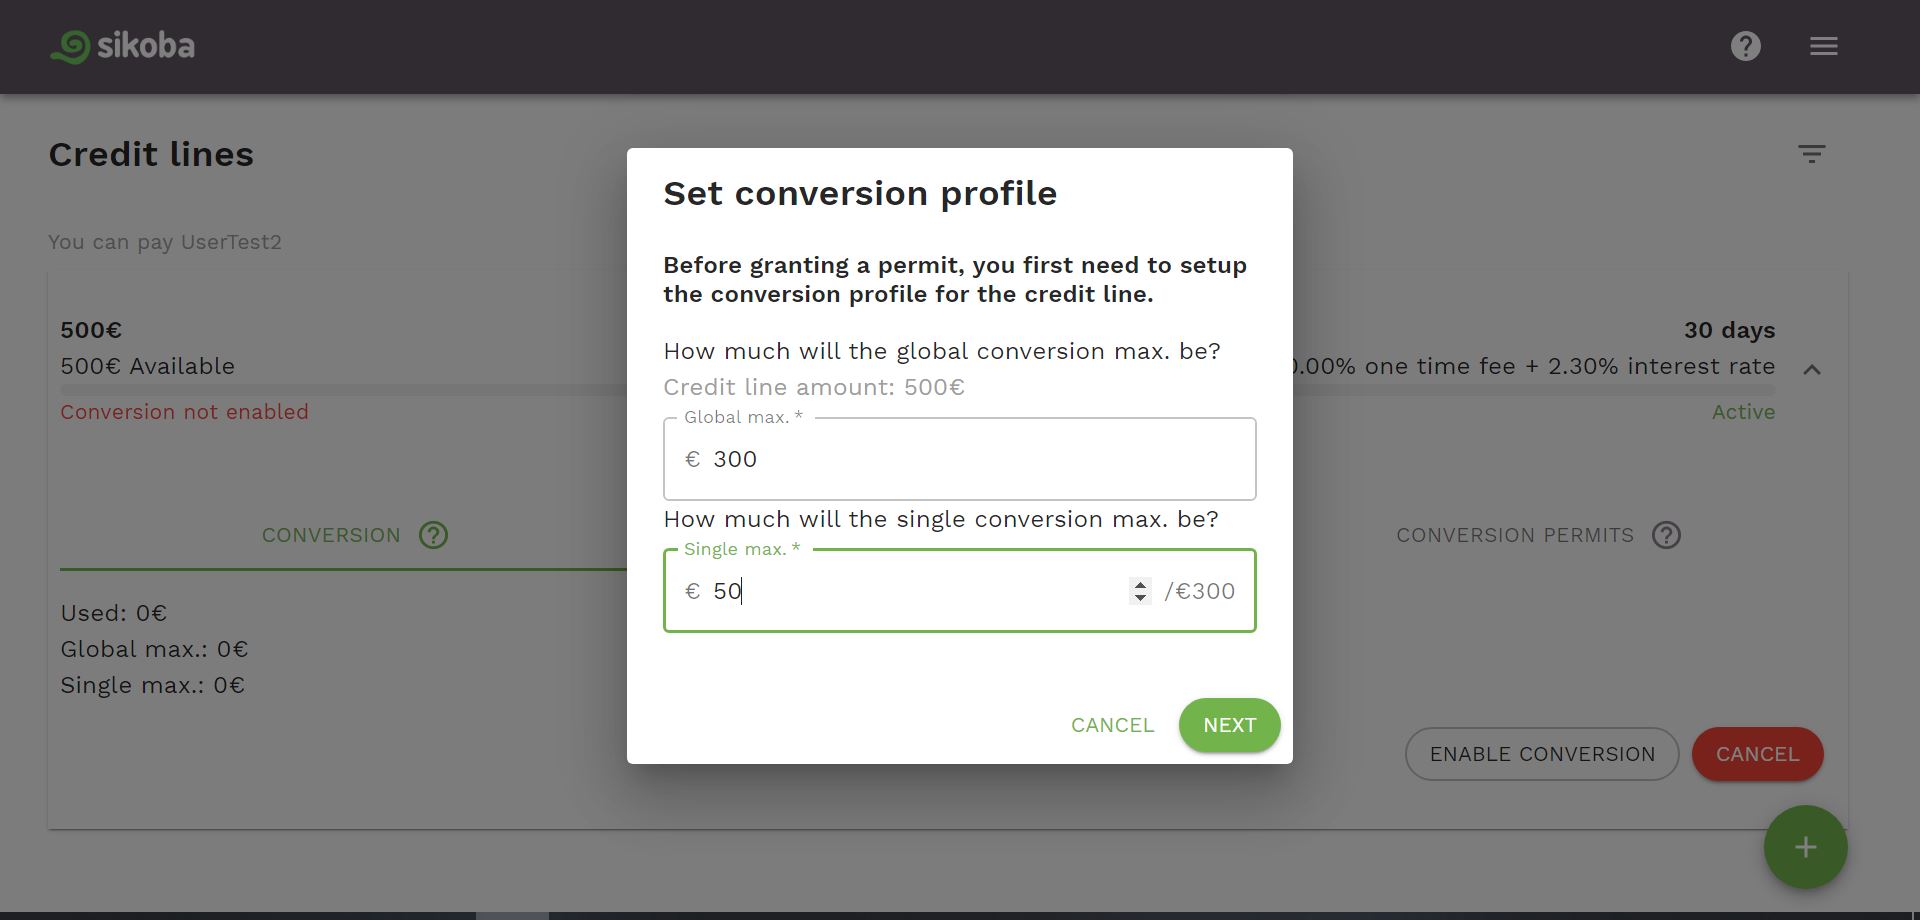 sikoba
Credit lines
You can pay UserTest2
500€
500€ Available
Conversion not enabled
30 days
0.00% one time fee + 2.30% interest rate
Active
CONVERSION
CONVERSION PERMITS
Used: 0€
Global max.: 0€
Single max.: 0€
ENABLE CONVERSION
CANCEL
+
Set conversion profile
Before granting a permit, you first need to setup
the conversion profile for the credit line.
How much will the global conversion max. be?
Credit line amount: 500€
Global max. *
€ 300
How much will the single conversion max. be?
Single max. *
€ 50 /€300
CANCEL NEXT